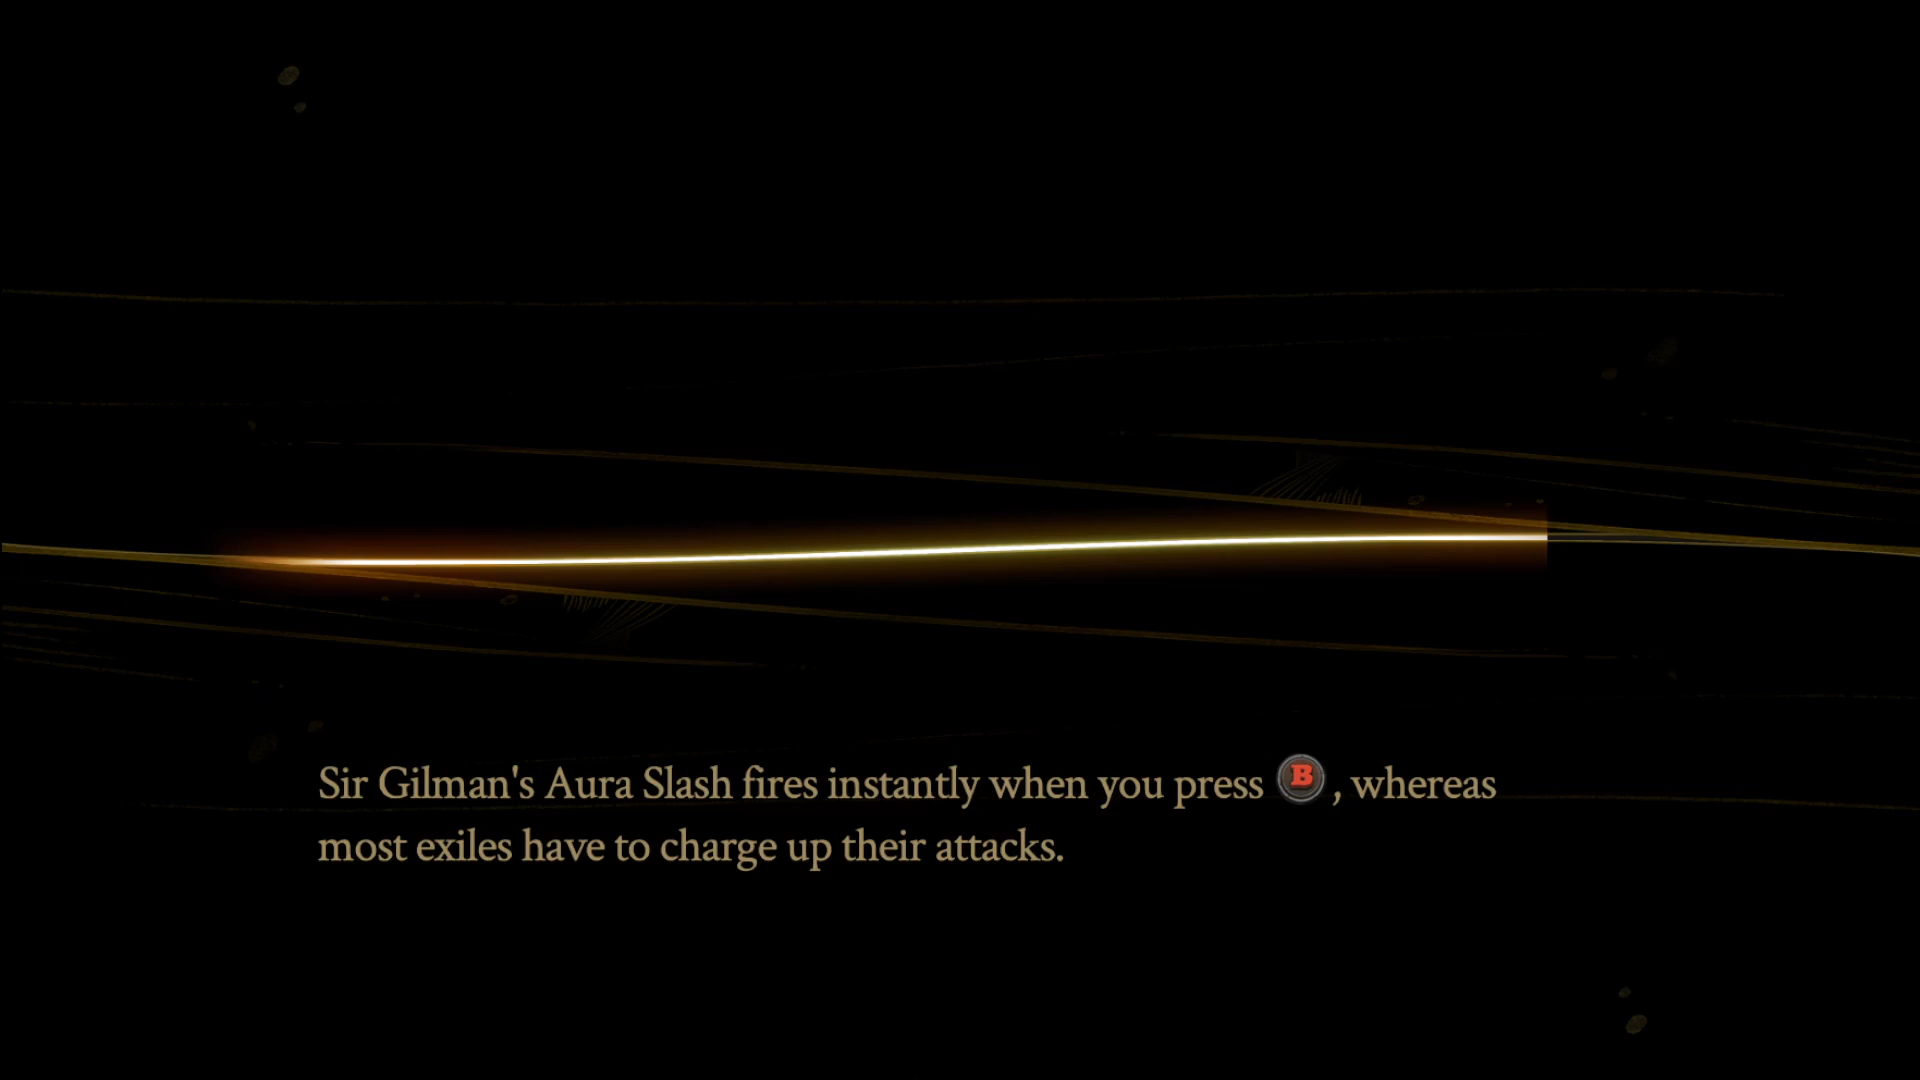 Sir Gilman's Aura Slash fires instantly when you press B, whereas
most exiles have to charge up their attacks.